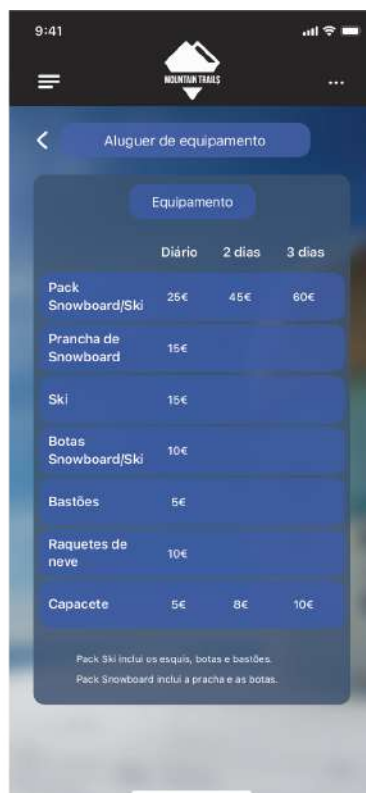 9:41
MOUNTAIN TRAILS
Aluguer de equipamento
Equipamento
Diário 2 dias 3 dias
Pack
Snowboard/Ski 25€ 45€ 60€
Prancha de
Snowboard 15€
Ski 15€
Botas
Snowboard/Ski 10€
Bastões 5€
Raquetes de
neve 10€
Capacete 5€ 8€ 10€
Pack Ski inclui os esquis, botas e bastões.
Pack Snowboard inclui a pracha e as botas.